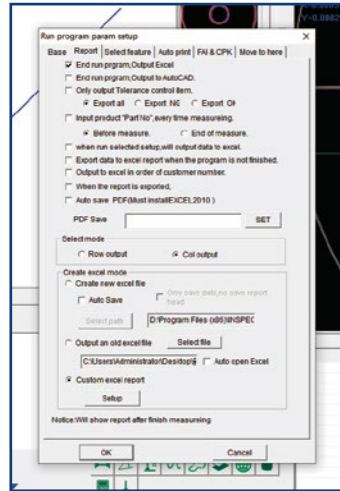 Y-0.0082
Run program param setup
Base Report Select feature Auto print FAI & CPK Move to here
End run prgram,Output Excel
End run prgram,Output to AutoCAD.
Only output Tolerance control item.
Export all Export NG Export OK
Input product "Part No",every time measureing.
Before measure. End of measure.
when run selected setup,will output data to excel.
Export data to excel report when the program is not finished.
Output to excel in order of customer number.
When the report is exported,
Auto save PDF(Must installEXCEL2010 )
PDF Save SET
Select mode
Row output Col output
Create excel mode
Create new excel file
Auto Save Only save data,no save report
head
Select path D:\Program Files (x86)\INSPEC
Output an old excel file Select file
C:\Users\Administrator\Desktop\ Auto open Excel
Custom excel report
Setup
Notice:Will show report after finish measureing
OK Cancel